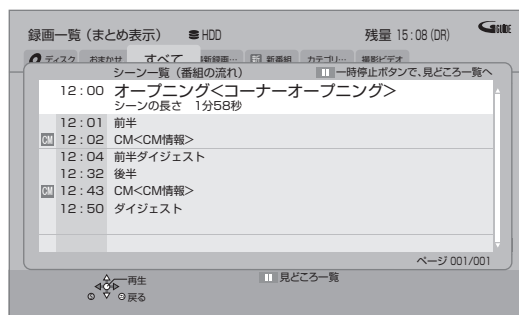 録画一覧（まとめ表示） HDD 残量 15:08 (DR) G GUIDE
ディスク おまかせ すべて 最新録画… 新番組 カテゴリ… 撮影ビデオ
シーン一覧（番組の流れ） 一時停止ボタンで、見どころ一覧へ
12:00 オープニング<コーナーオープニング>
シーンの長さ 1分58秒
12:01 前半
CM 12:02 CM<CM情報>
12:04 前半ダイジェスト
12:32 後半
CM 12:43 CM<CM情報>
12:50 ダイジェスト
ページ 001/001
再生 見どころ一覧
戻る